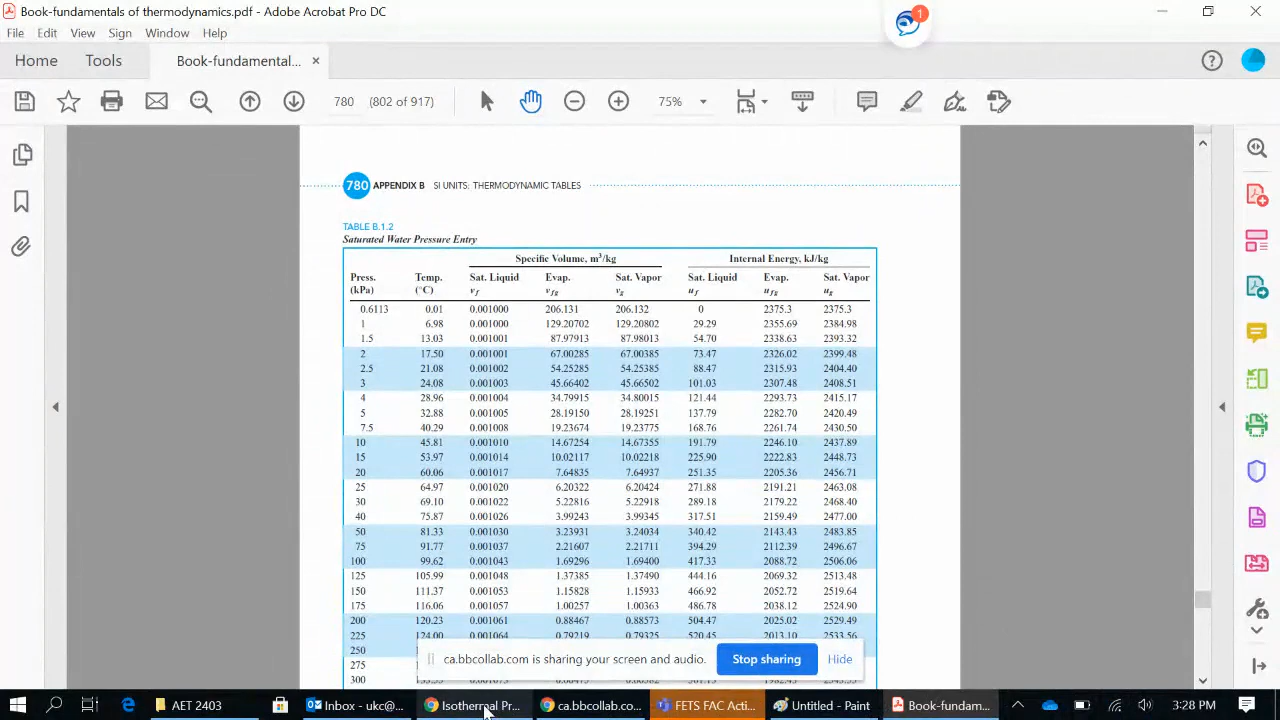 Book-fundamentals of thermodynamics.pdf - Adobe Acrobat Pro DC
1
File Edit View Sign Window Help
Home Tools Book-fundamental... ×
780 (802 of 917) 75%
780 APPENDIX B SI UNITS: THERMODYNAMIC TABLES
TABLE B.1.2
Saturated Water Pressure Entry
Specific Volume, m³/kg Internal Energy, kJ/kg
Press. Temp. Sat. Liquid Evap. Sat. Vapor Sat. Liquid Evap. Sat. Vapor
(kPa) (°C) vf vfg vg uf ufg ug
0.6113 0.01 0.001000 206.131 206.132 0 2375.3 2375.3
1 6.98 0.001000 129.20702 129.20802 29.29 2355.69 2384.98
1.5 13.03 0.001001 87.97913 87.98013 54.70 2338.63 2393.32
2 17.50 0.001001 67.00285 67.00385 73.47 2326.02 2399.48
2.5 21.08 0.001002 54.25285 54.25385 88.47 2315.93 2404.40
3 24.08 0.001003 45.66402 45.66502 101.03 2307.48 2408.51
4 28.96 0.001004 34.79915 34.80015 121.44 2293.73 2415.17
5 32.88 0.001005 28.19150 28.19251 137.79 2282.70 2420.49
7.5 40.29 0.001008 19.23674 19.23775 168.76 2261.74 2430.50
10 45.81 0.001010 14.67254 14.67355 191.79 2246.10 2437.89
15 53.97 0.001014 10.02117 10.02218 225.90 2222.83 2448.73
20 60.06 0.001017 7.64835 7.64937 251.35 2205.36 2456.71
25 64.97 0.001020 6.20322 6.20424 271.88 2191.21 2463.08
30 69.10 0.001022 5.22816 5.22918 289.18 2179.22 2468.40
40 75.87 0.001026 3.99243 3.99345 317.51 2159.49 2477.00
50 81.33 0.001030 3.23931 3.24034 340.42 2143.43 2483.85
75 91.77 0.001037 2.21607 2.21711 394.29 2112.39 2496.67
100 99.62 0.001043 1.69296 1.69400 417.33 2088.72 2506.06
125 105.99 0.001048 1.37385 1.37490 444.16 2069.32 2513.48
150 111.37 0.001053 1.15828 1.15933 466.92 2052.72 2519.64
175 116.06 0.001057 1.00257 1.00363 486.78 2038.12 2524.90
200 120.23 0.001061 0.88467 0.88573 504.47 2025.02 2529.49
225 124.00 0.001064 0.79219 0.79325 520.45 2013.10 2533.56
250
275
300
ca.bbcollab.com is sharing your screen and audio. Stop sharing Hide
AET 2403 Inbox - ukc@... Isothermal Pr... ca.bbcollab.co... FETS FAC Acti... Untitled - Paint Book-fundam... 3:28 PM